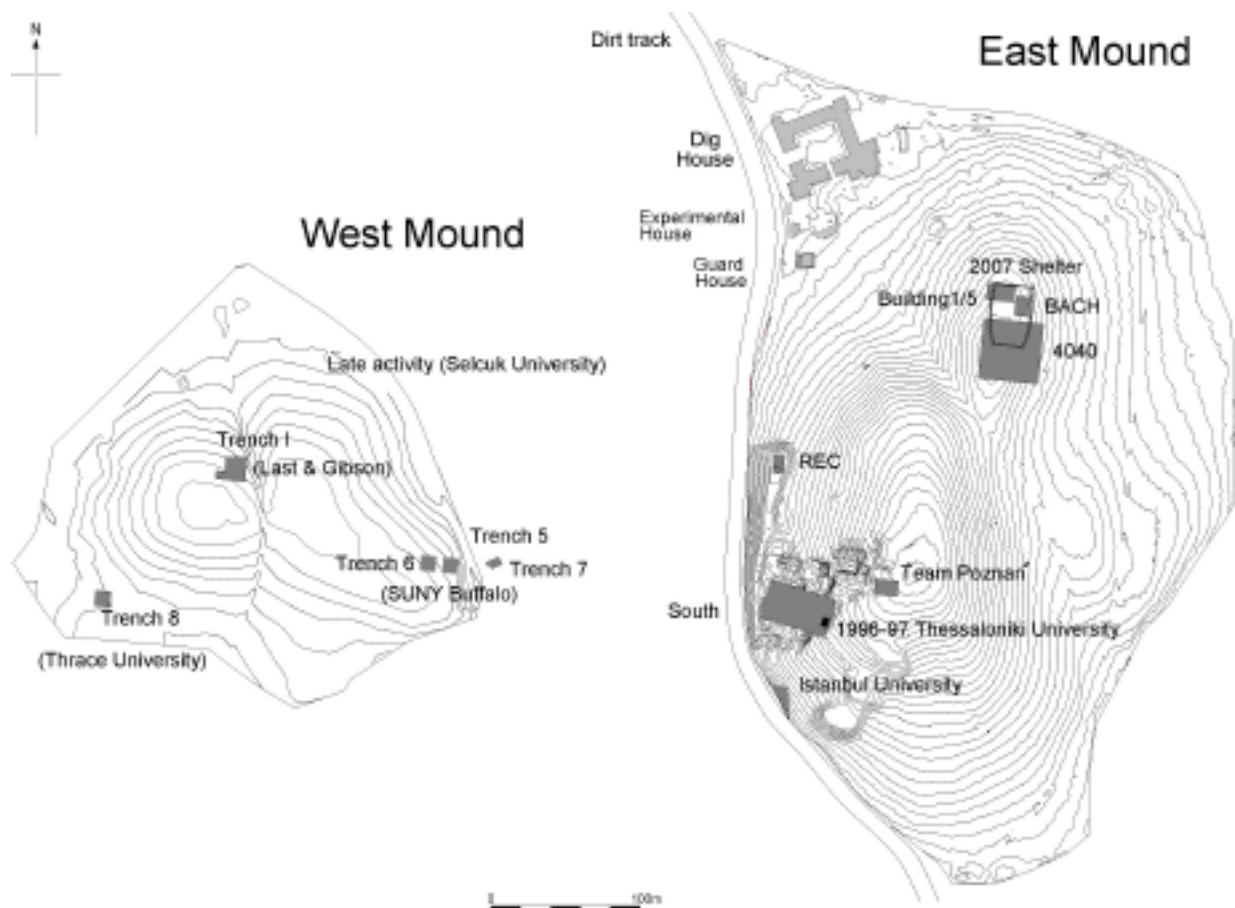 N
Dirt track
East Mound
Dig
House
Experimental
House
Guard
House
West Mound
2007 Shelter
Building1/5
BACH
4040
Late activity (Selcuk University)
Trench I
(Last & Gibson)
REC
Trench 5
Trench 6
Trench 7
(SUNY Buffalo)
Team Poznań
Trench 8
South
1996-97 Thessaloniki University
(Thrace University)
Istanbul University
0
100m